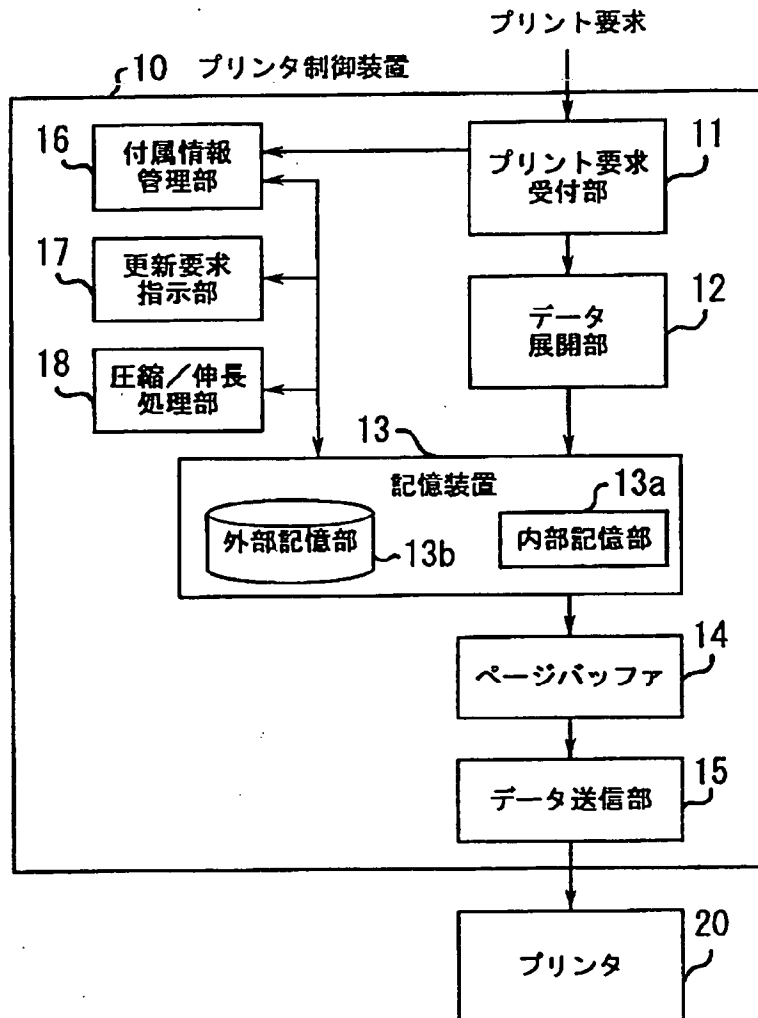 プリント要求
10 プリンタ制御装置
16
付属情報
管理部
11
プリント要求
受付部
17
更新要求
指示部
12
データ
展開部
18
圧縮/伸長
処理部
13
記憶装置
13a
外部記憶部
13b
内部記憶部
14
ページバッファ
15
データ送信部
20
プリンタ